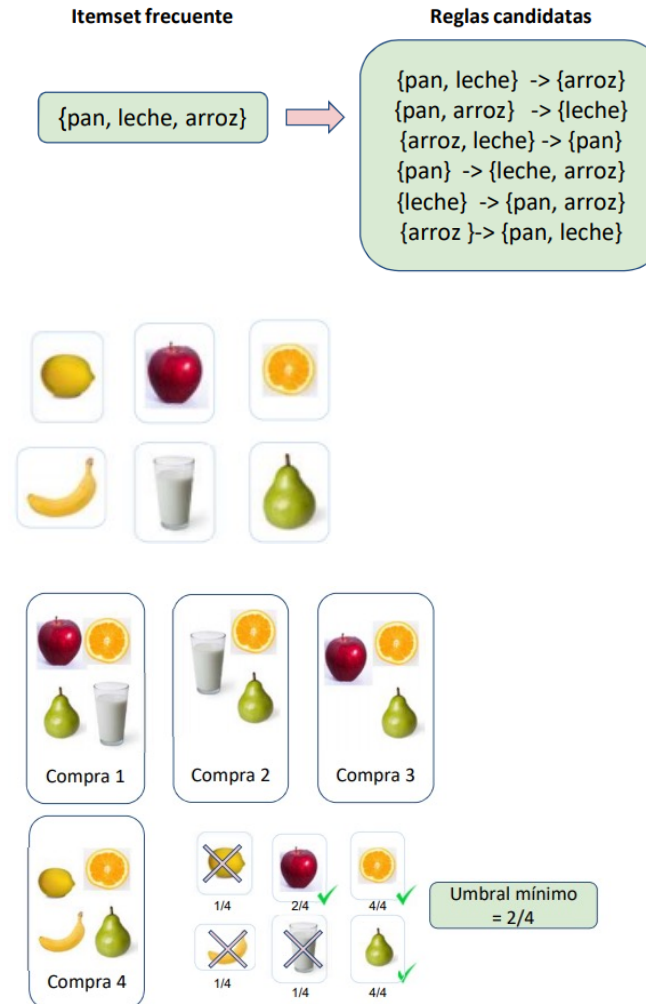 Itemset frecuente
Reglas candidatas
{pan, leche, arroz}
{pan, leche} -> {arroz}
{pan, arroz} -> {leche}
{arroz, leche} -> {pan}
{pan} -> {leche, arroz}
{leche} -> {pan, arroz}
{arroz }-> {pan, leche}
Compra 1
Compra 2
Compra 3
Compra 4
1/4
2/4
4/4
1/4
1/4
4/4
Umbral mínimo
= 2/4